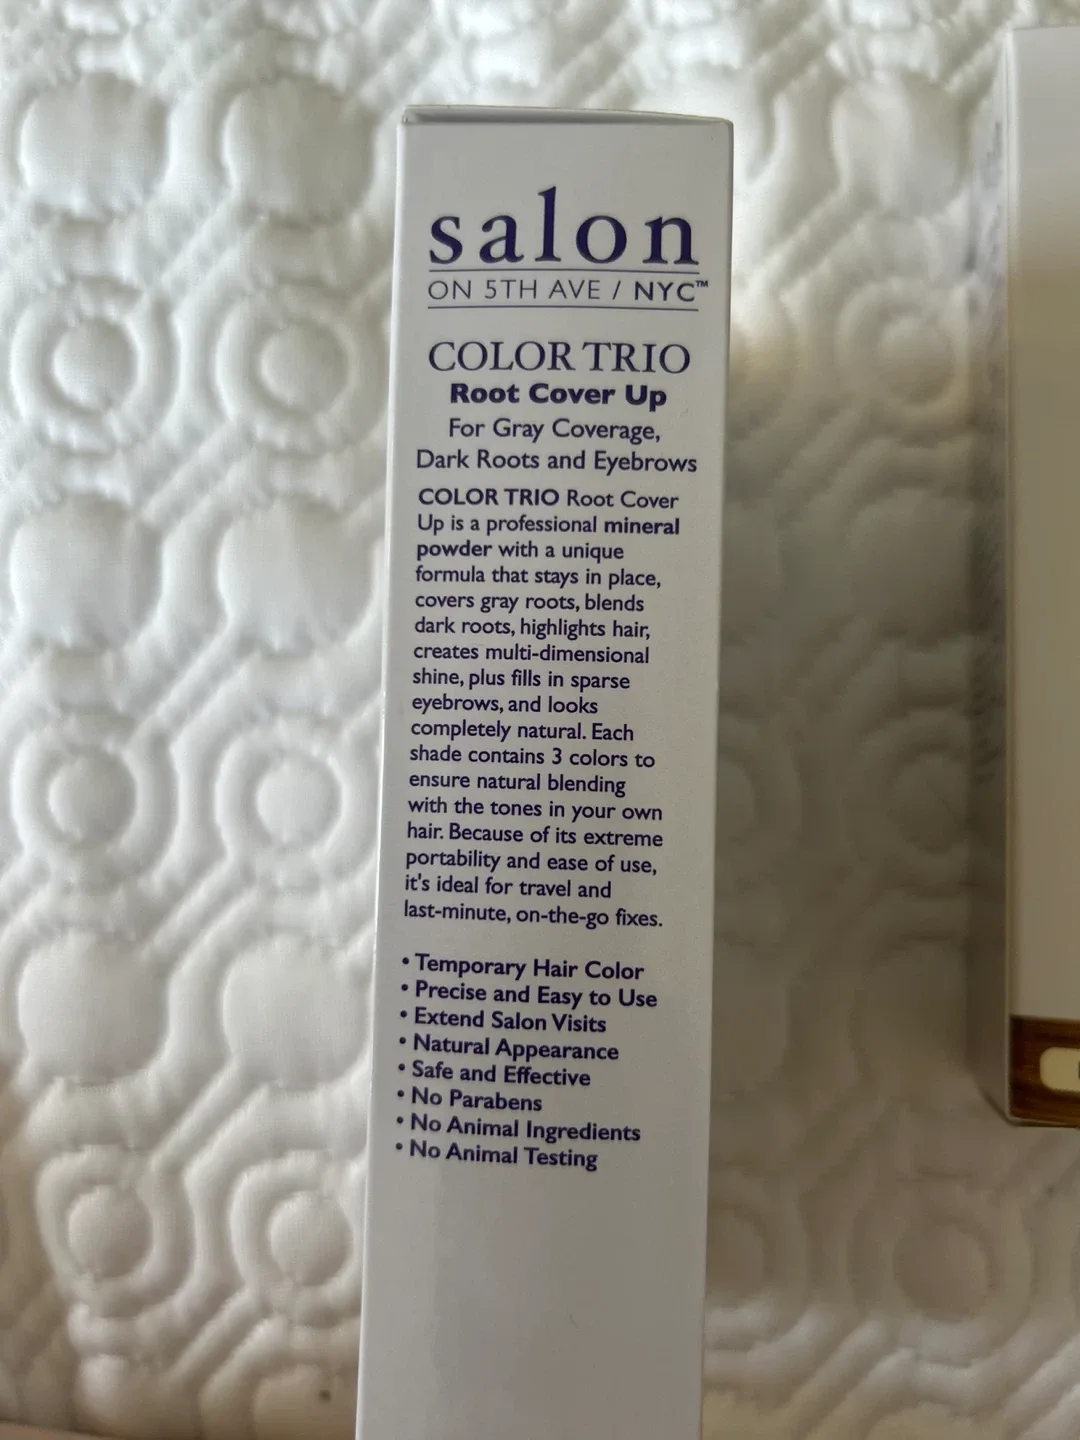 salon
ON 5TH AVE / NYC™
COLOR TRIO
Root Cover Up
For Gray Coverage,
Dark Roots and Eyebrows
COLOR TRIO Root Cover
Up is a professional mineral
powder with a unique
formula that stays in place,
covers gray roots, blends
dark roots, highlights hair,
creates multi-dimensional
shine, plus fills in sparse
eyebrows, and looks
completely natural. Each
shade contains 3 colors to
ensure natural blending
with the tones in your own
hair. Because of its extreme
portability and ease of use,
it's ideal for travel and
last-minute, on-the-go fixes.
• Temporary Hair Color
• Precise and Easy to Use
• Extend Salon Visits
• Natural Appearance
• Safe and Effective
• No Parabens
• No Animal Ingredients
• No Animal Testing